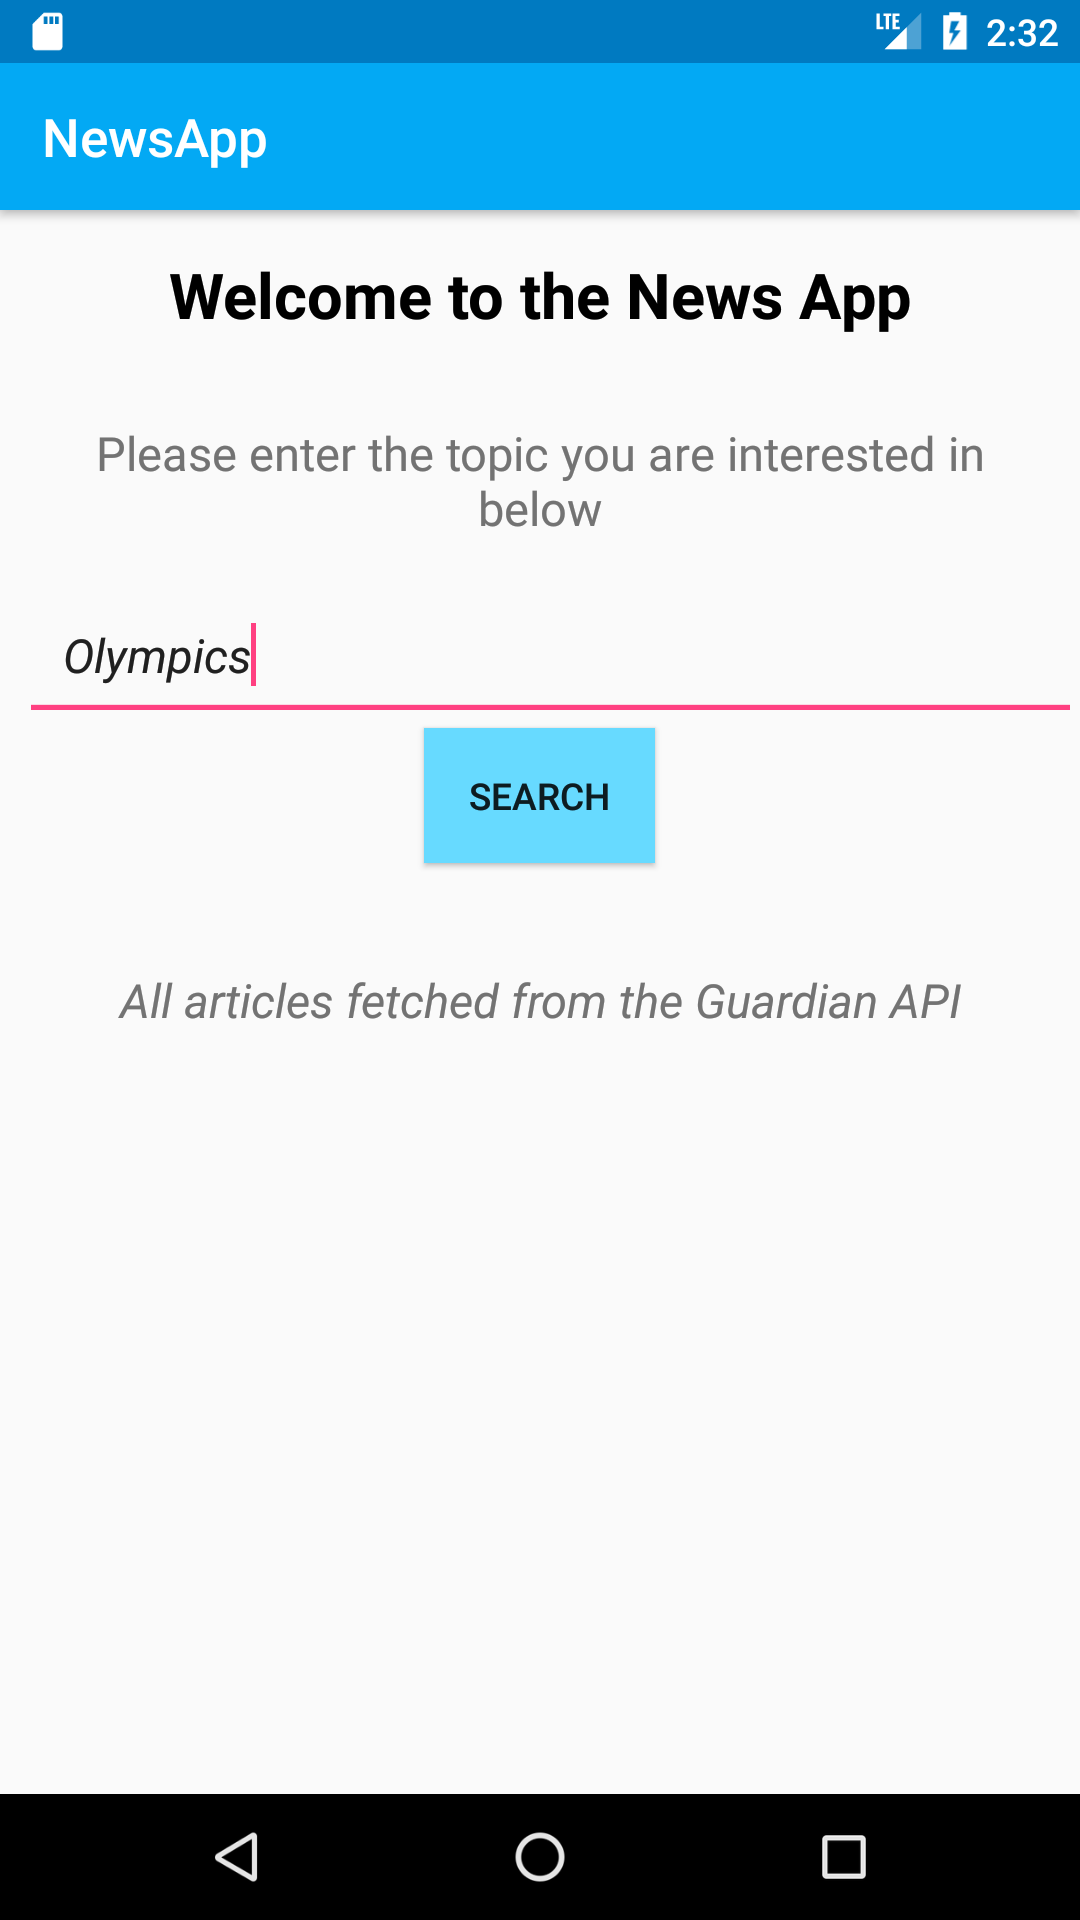 LTE 2:32
NewsApp
Welcome to the News App
Please enter the topic you are interested in
below
Olympics
SEARCH
All articles fetched from the Guardian API